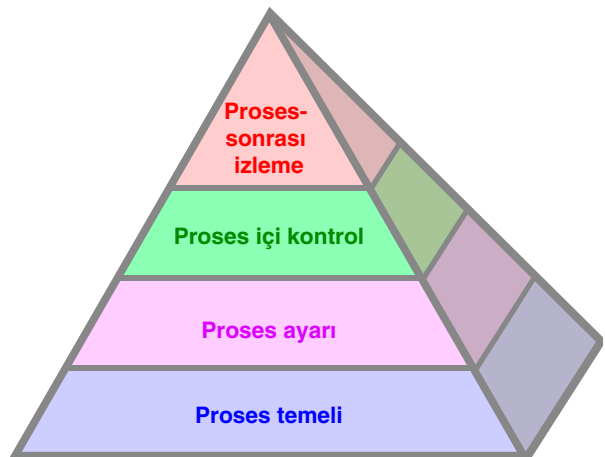 Proses-
sonrası
izleme
Proses içi kontrol
Proses ayarı
Proses temeli